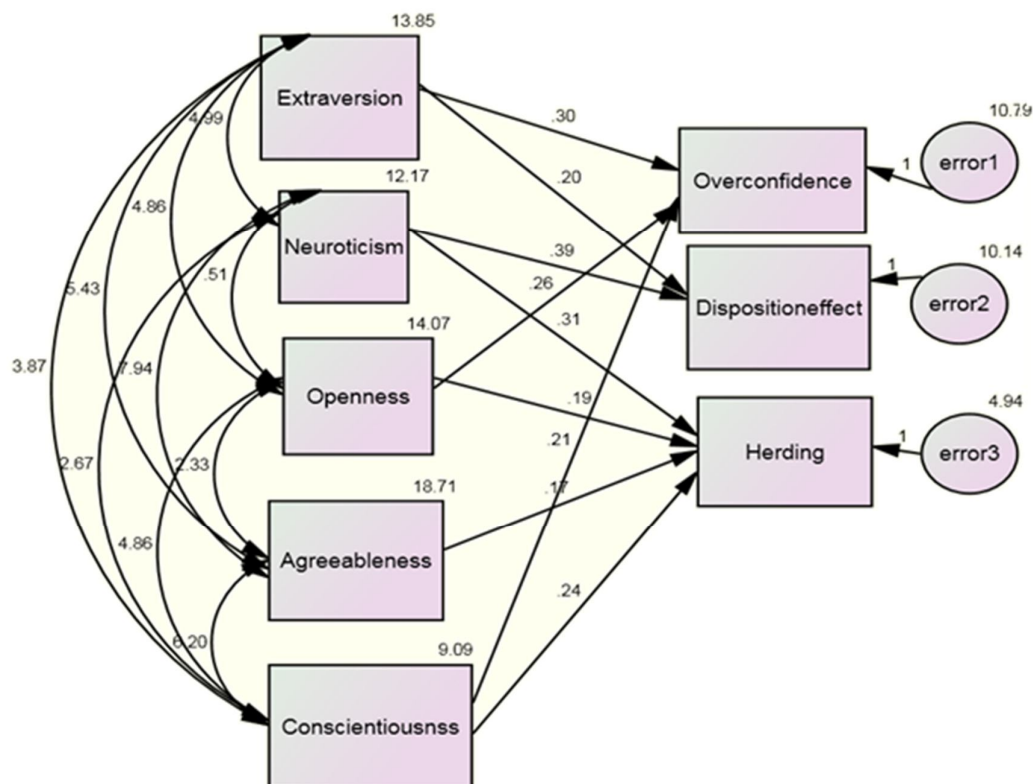 13.85
Extraversion
4.99
.30
10.79
error1
1
Overconfidence
12.17
.20
4.86
Neuroticism
.39
10.14
.51
.26
1
error2
Dispositioneffect
5.43
14.07
.31
3.87
7.94
Openness
.19
4.94
.21
1
error3
Herding
2.67
2.33
18.71
.17
4.86
Agreeableness
.24
6.20
9.09
Conscientiousnss